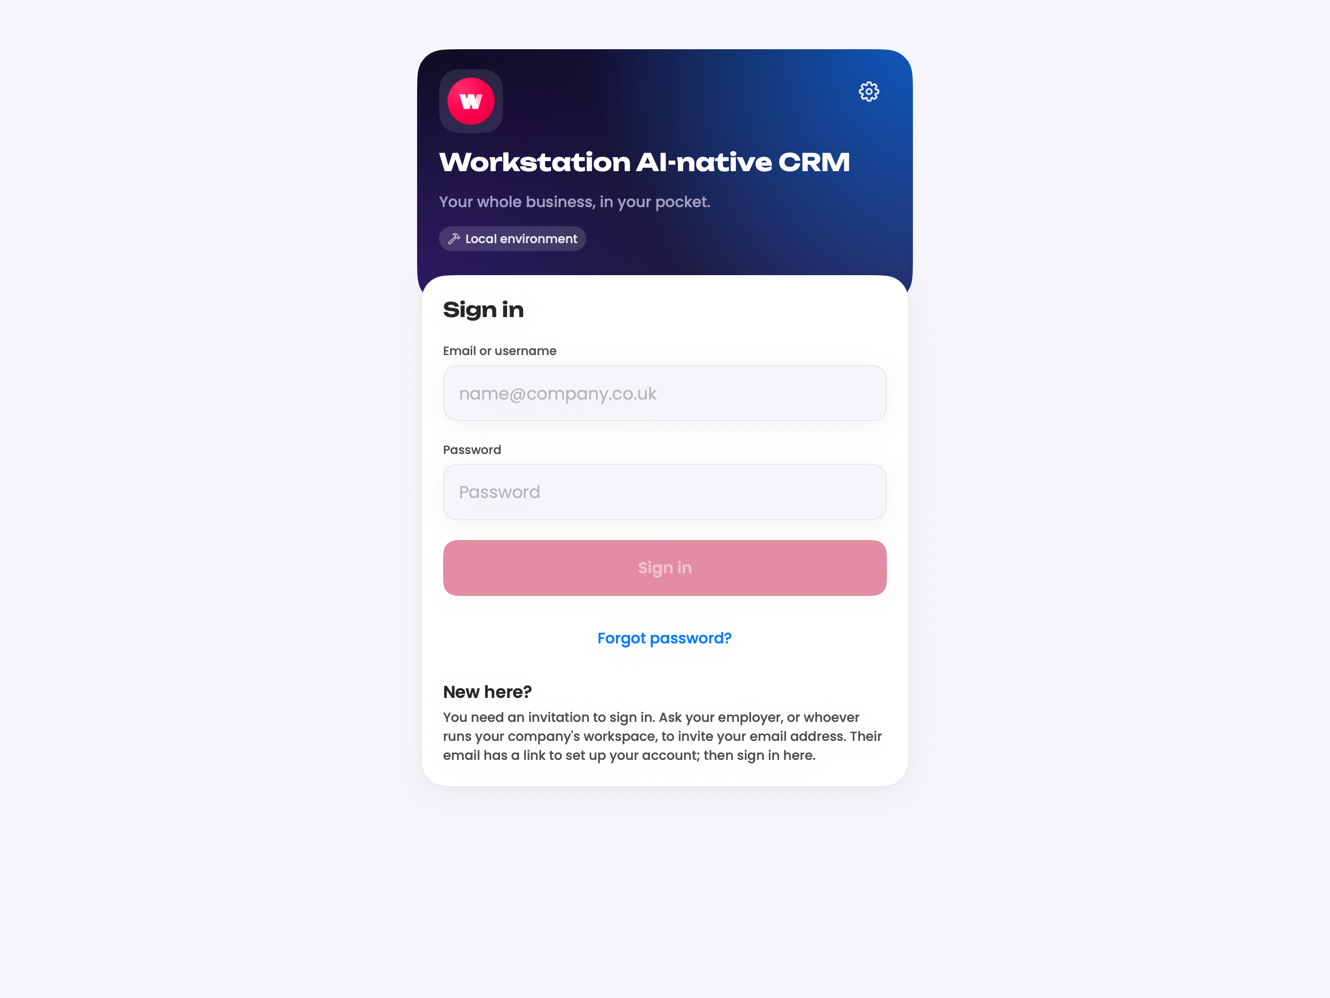 W
Workstation AI-native CRM
Your whole business, in your pocket.
Local environment
Sign in
Email or username
name@company.co.uk
Password
Password
Sign in
Forgot password?
New here?
You need an invitation to sign in. Ask your employer, or whoever
runs your company's workspace, to invite your email address. Their
email has a link to set up your account; then sign in here.